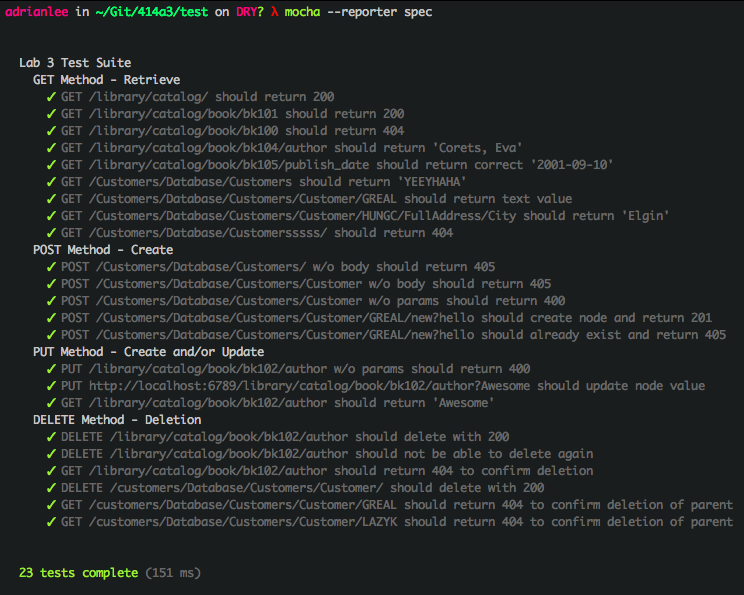 adrianlee in ~/Git/414a3/test on DRY? λ mocha --reporter spec
Lab 3 Test Suite
GET Method - Retrieve
✓ GET /library/catalog/ should return 200
✓ GET /library/catalog/book/bk101 should return 200
✓ GET /library/catalog/book/bk100 should return 404
✓ GET /library/catalog/book/bk104/author should return 'Corets, Eva'
✓ GET /library/catalog/book/bk105/publish_date should return correct '2001-09-10'
✓ GET /Customers/Database/Customers should return 'YEEYHAHA'
✓ GET /Customers/Database/Customers/Customer/GREAL should return text value
✓ GET /Customers/Database/Customers/Customer/HUNGC/FullAddress/City should return 'Elgin'
✓ GET /Customers/Database/Customersssss/ should return 404
POST Method - Create
✓ POST /Customers/Database/Customers/ w/o body should return 405
✓ POST /Customers/Database/Customers/Customer w/o body should return 405
✓ POST /Customers/Database/Customers/Customer w/o params should return 400
✓ POST /Customers/Database/Customers/Customer/GREAL/new?hello should create node and return 201
✓ POST /Customers/Database/Customers/Customer/GREAL/new?hello should already exist and return 405
PUT Method - Create and/or Update
✓ PUT /library/catalog/book/bk102/author w/o params should return 400
✓ PUT http://localhost:6789/library/catalog/book/bk102/author?Awesome should update node value
✓ GET /library/catalog/book/bk102/author should return 'Awesome'
DELETE Method - Deletion
✓ DELETE /library/catalog/book/bk102/author should delete with 200
✓ DELETE /library/catalog/book/bk102/author should not be able to delete again
✓ GET /library/catalog/book/bk102/author should return 404 to confirm deletion
✓ DELETE /customers/Database/Customers/Customer/ should delete with 200
✓ GET /customers/Database/Customers/Customer/GREAL should return 404 to confirm deletion of parent
✓ GET /customers/Database/Customers/Customer/LAZYK should return 404 to confirm deletion of parent
23 tests complete (151 ms)